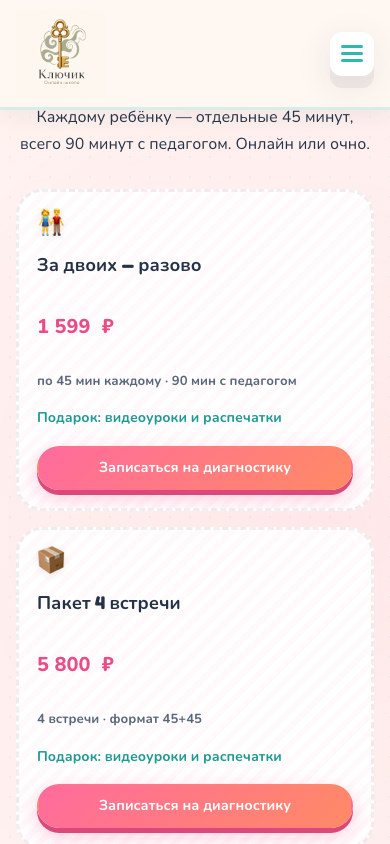 Ключик
Онлайн-школа
Каждому ребёнку — отдельные 45 минут,
всего 90 минут с педагогом. Онлайн или очно.
За двоих — разово
1 599 ₽
по 45 мин каждому · 90 мин с педагогом
Подарок: видеоуроки и распечатки
Записаться на диагностику
Пакет 4 встречи
5 800 ₽
4 встречи · формат 45+45
Подарок: видеоуроки и распечатки
Записаться на диагностику